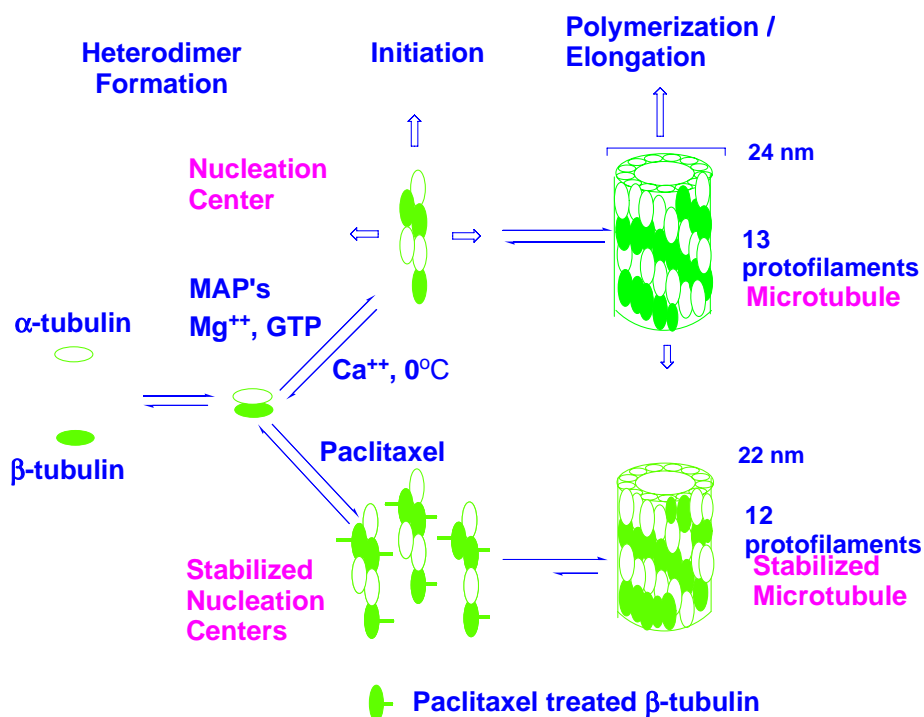 Heterodimer
Formation
Initiation
Polymerization /
Elongation
Nucleation
Center
24 nm
13
protofilaments
Microtubule
MAP's
Mg⁺⁺, GTP
α-tubulin
Ca⁺⁺, 0ºC
β-tubulin
Paclitaxel
22 nm
12
protofilaments
Stabilized
Microtubule
Stabilized
Nucleation
Centers
Paclitaxel treated β-tubulin